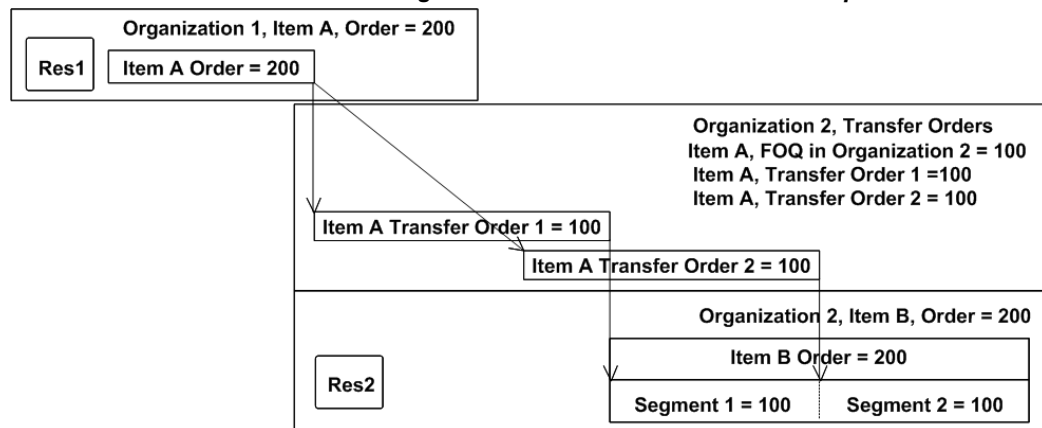 Organization 1, Item A, Order = 200
Res1
Item A Order = 200
Organization 2, Transfer Orders
Item A, FOQ in Organization 2 = 100
Item A, Transfer Order 1 =100
Item A, Transfer Order 2 = 100
Item A Transfer Order 1 = 100
Item A Transfer Order 2 = 100
Organization 2, Item B, Order = 200
Item B Order = 200
Res2
Segment 1 = 100
Segment 2 = 100